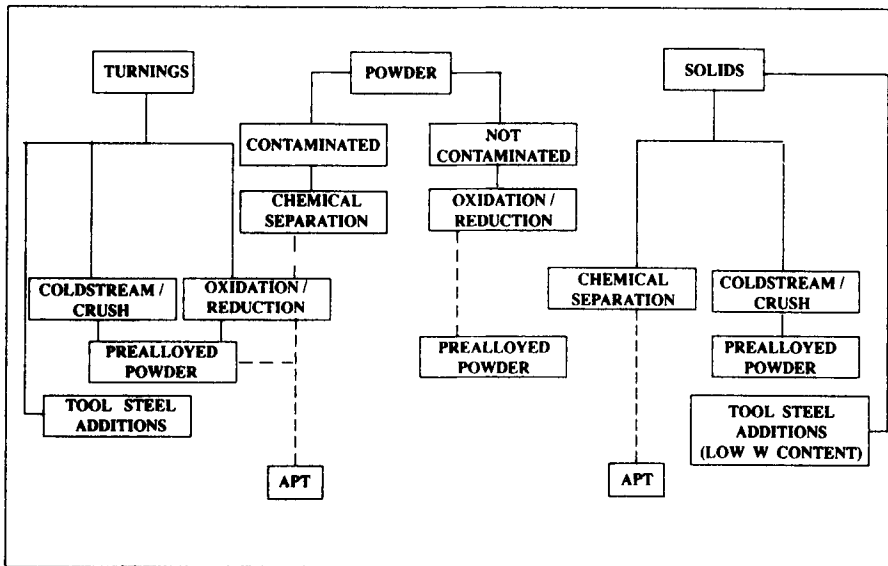 TURNINGS
POWDER
SOLIDS
CONTAMINATED
NOT
CONTAMINATED
CHEMICAL
SEPARATION
OXIDATION /
REDUCTION
COLDSTREAM /
CRUSH
OXIDATION /
REDUCTION
CHEMICAL
SEPARATION
COLDSTREAM /
CRUSH
PREALLOYED
POWDER
PREALLOYED
POWDER
PREALLOYED
POWDER
TOOL STEEL
ADDITIONS
TOOL STEEL
ADDITIONS
(LOW W CONTENT)
APT
APT